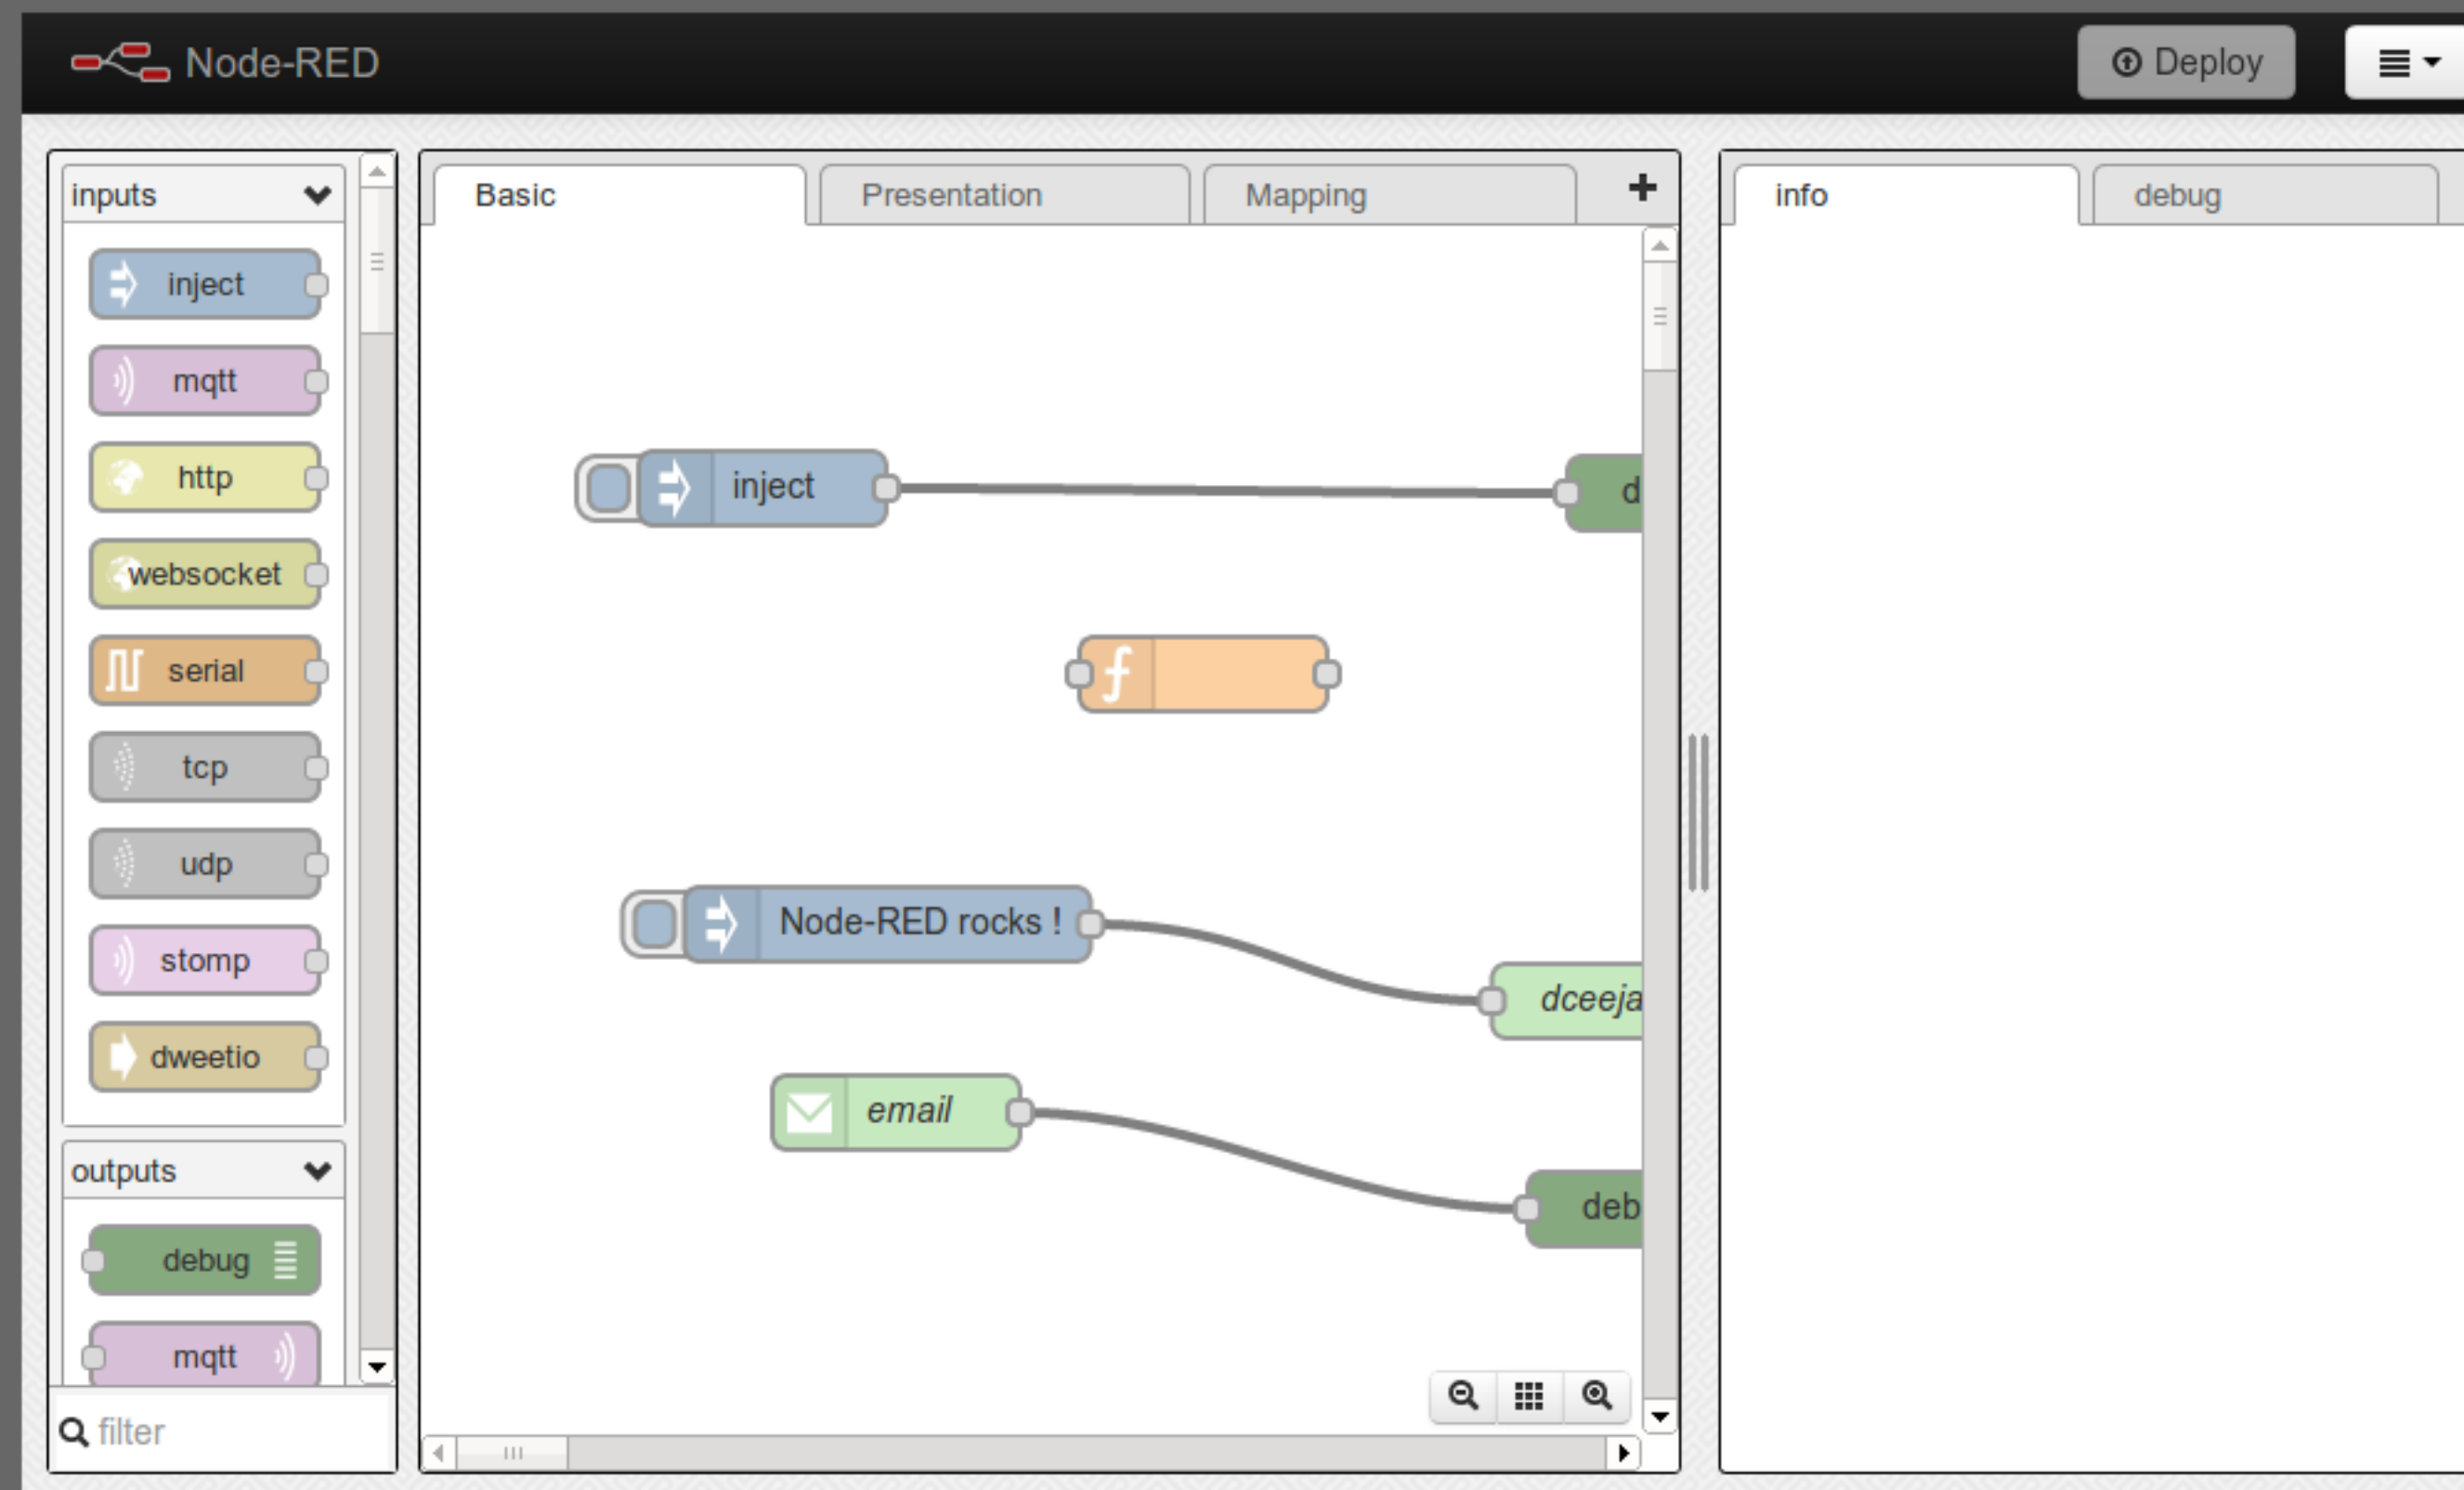 Node-RED
Deploy
inputs
inject
mqtt
http
websocket
serial
tcp
udp
stomp
dweetio
outputs
debug
mqtt
filter
Basic
Presentation
Mapping
inject
d
Node-RED rocks !
dceeja
email
deb
info
debug